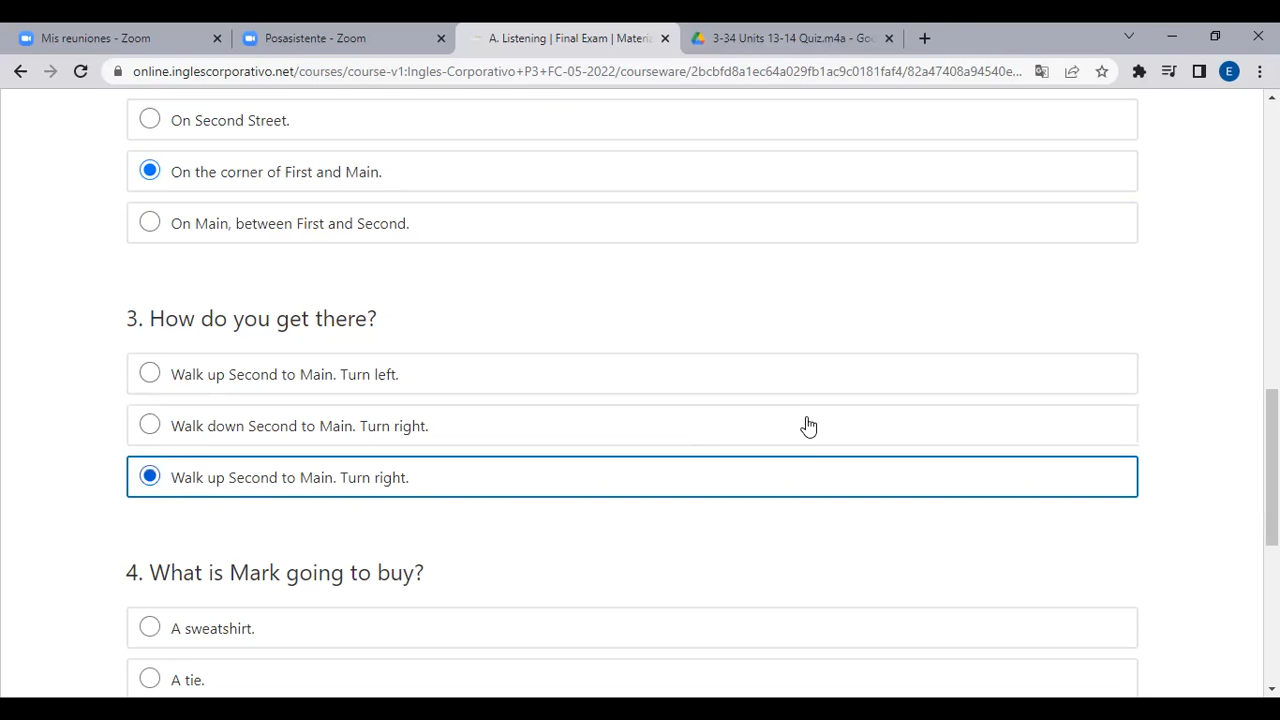 Mis reuniones - Zoom
Posasistente - Zoom
A. Listening | Final Exam | Materia
3-34 Units 13-14 Quiz.m4a - Goo
online.inglescorporativo.net/courses/course-v1:Ingles-Corporativo+P3+FC-05-2022/courseware/2bcbfd8a1ec64a029fb1ac9c0181faf4/82a47408a94540e...
E
On Second Street.
On the corner of First and Main.
On Main, between First and Second.
3. How do you get there?
Walk up Second to Main. Turn left.
Walk down Second to Main. Turn right.
Walk up Second to Main. Turn right.
4. What is Mark going to buy?
A sweatshirt.
A tie.